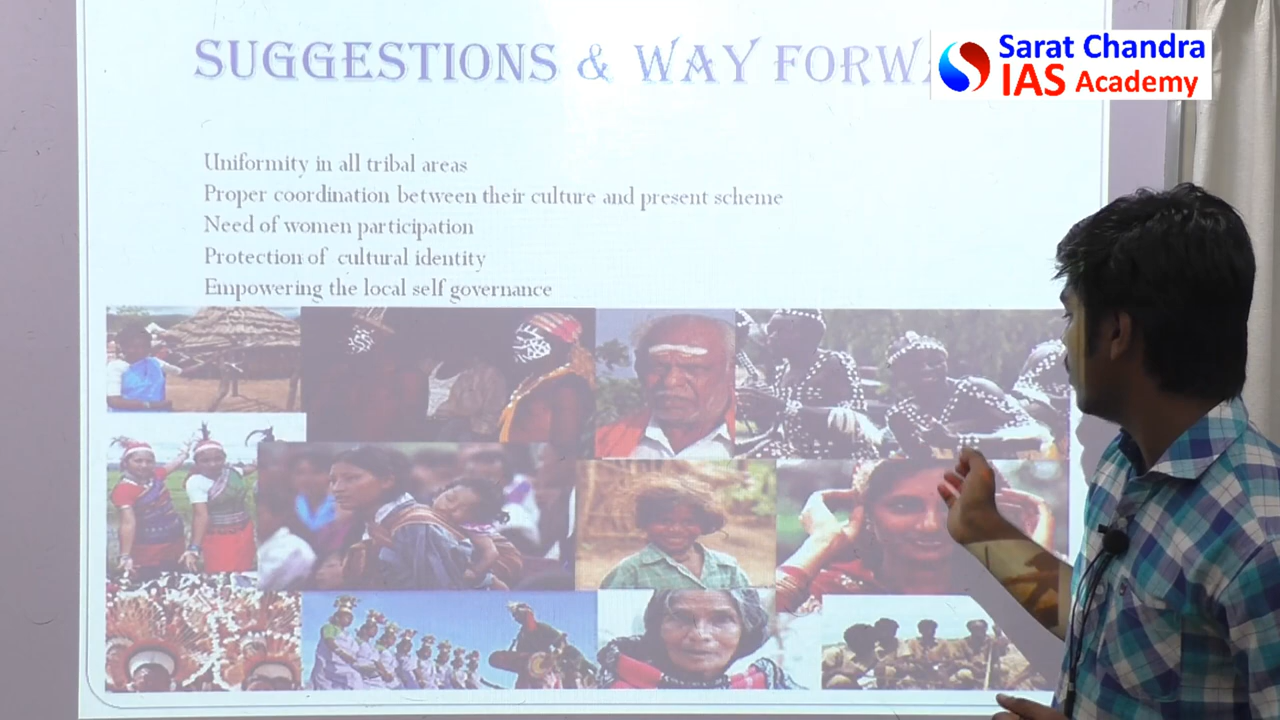 SUGGESTIONS & WAY FORWA
Sarat Chandra
IAS Academy
Uniformity in all tribal areas
Proper coordination between their culture and present scheme
Need of women participation
Protection of cultural identity
Empowering the local self governance